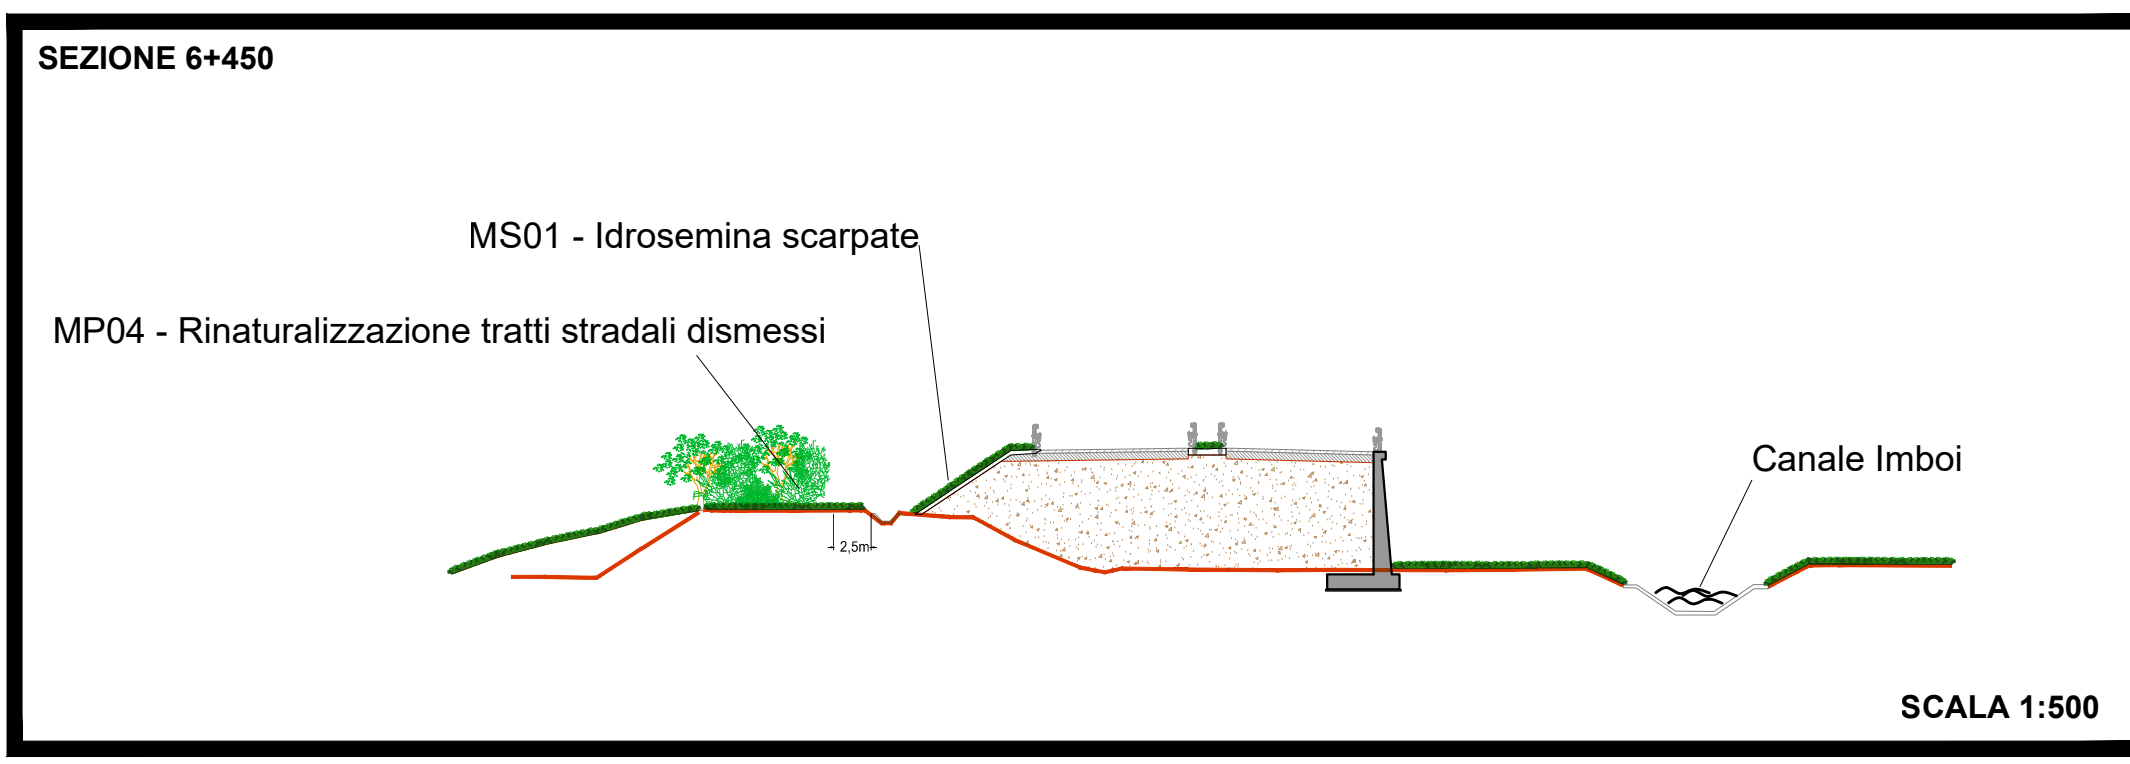 SEZIONE 6+450
MS01 - Idrosemina scarpate
MP04 - Rinaturalizzazione tratti stradali dismessi
Canale Imboi
2,5m
SCALA 1:500